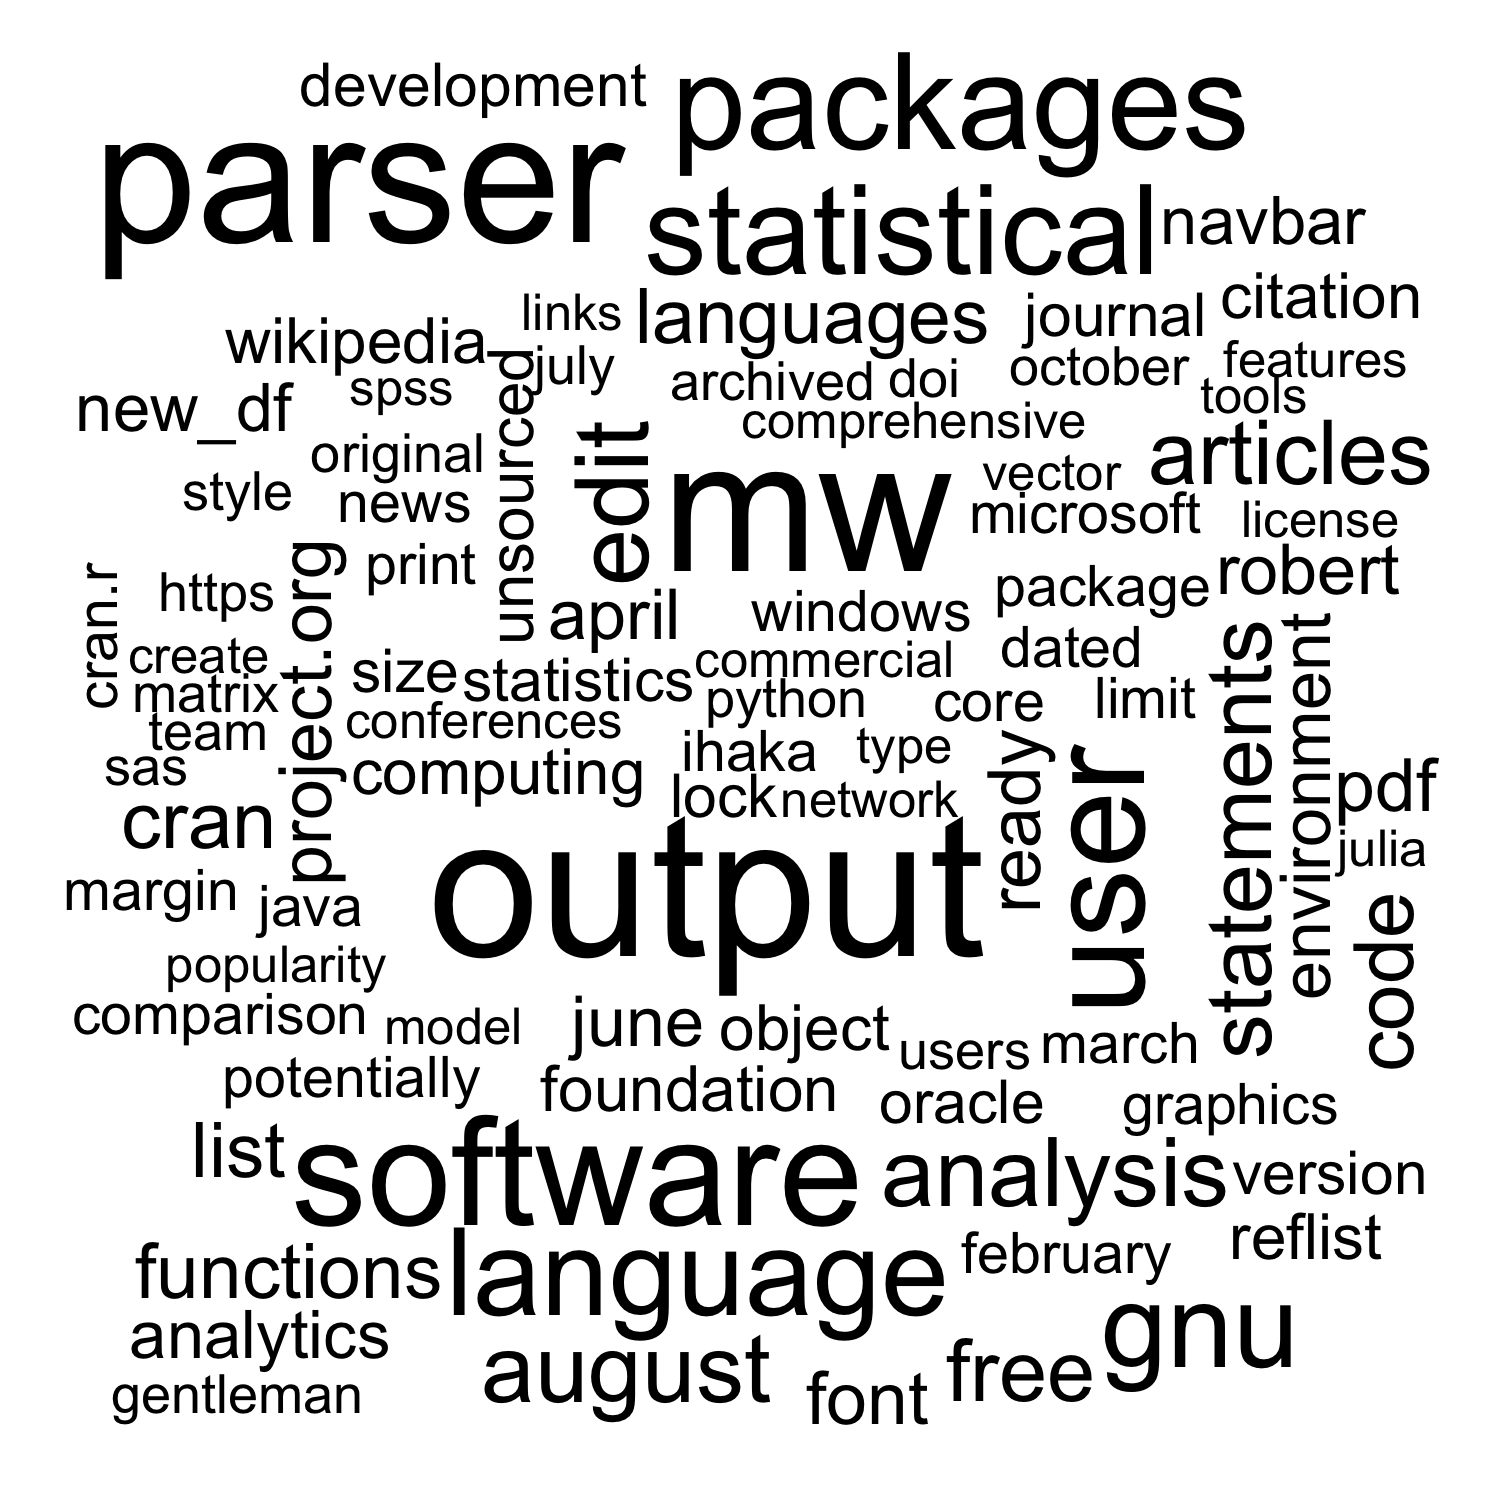 development
packages
parser
statistical
navbar
citation
links
languages
journal
wikipedia
july
archived
doi
october
features
spss
tools
new_df
comprehensive
unsourced
edit
original
articles
style
news
mw
vector
microsoft
license
print
robert
https
project.org
cran.r
april
windows
package
create
size
statistics
commercial
dated
statements
environment
matrix
python
core
limit
team
conferences
sas
computing
ihaka
type
ready
user
pdf
cran
lock
network
julia
margin
java
output
code
popularity
comparison
model
june
object
users
march
potentially
foundation
oracle
graphics
list
software
analysis
version
functions
language
february
reflist
analytics
august
font
free
gnu
gentleman